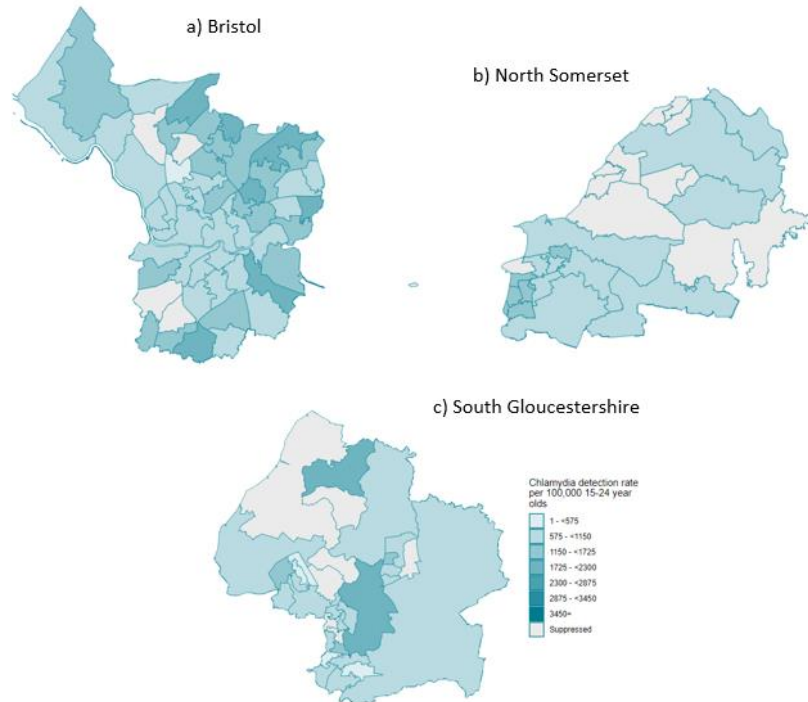 a) Bristol
b) North Somerset
c) South Gloucestershire
Chlamydia detection rate
per 100,000 15-24 year
olds
1 - <575
575 - <1150
1150 - <1725
1725 - <2300
2300 - <2875
2875 - <3450
3450+
Suppressed